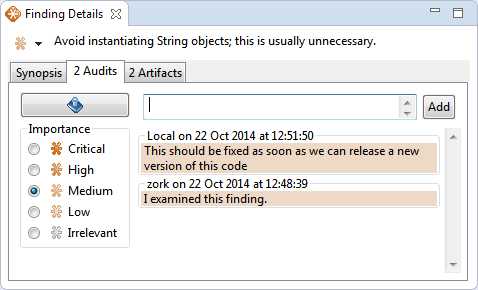 Finding Details
Avoid instantiating String objects; this is usually unnecessary.
Synopsis
2 Audits
2 Artifacts
Add
Importance
Critical
High
Medium
Low
Irrelevant
Local on 22 Oct 2014 at 12:51:50
This should be fixed as soon as we can release a new
version of this code
zork on 22 Oct 2014 at 12:48:39
I examined this finding.